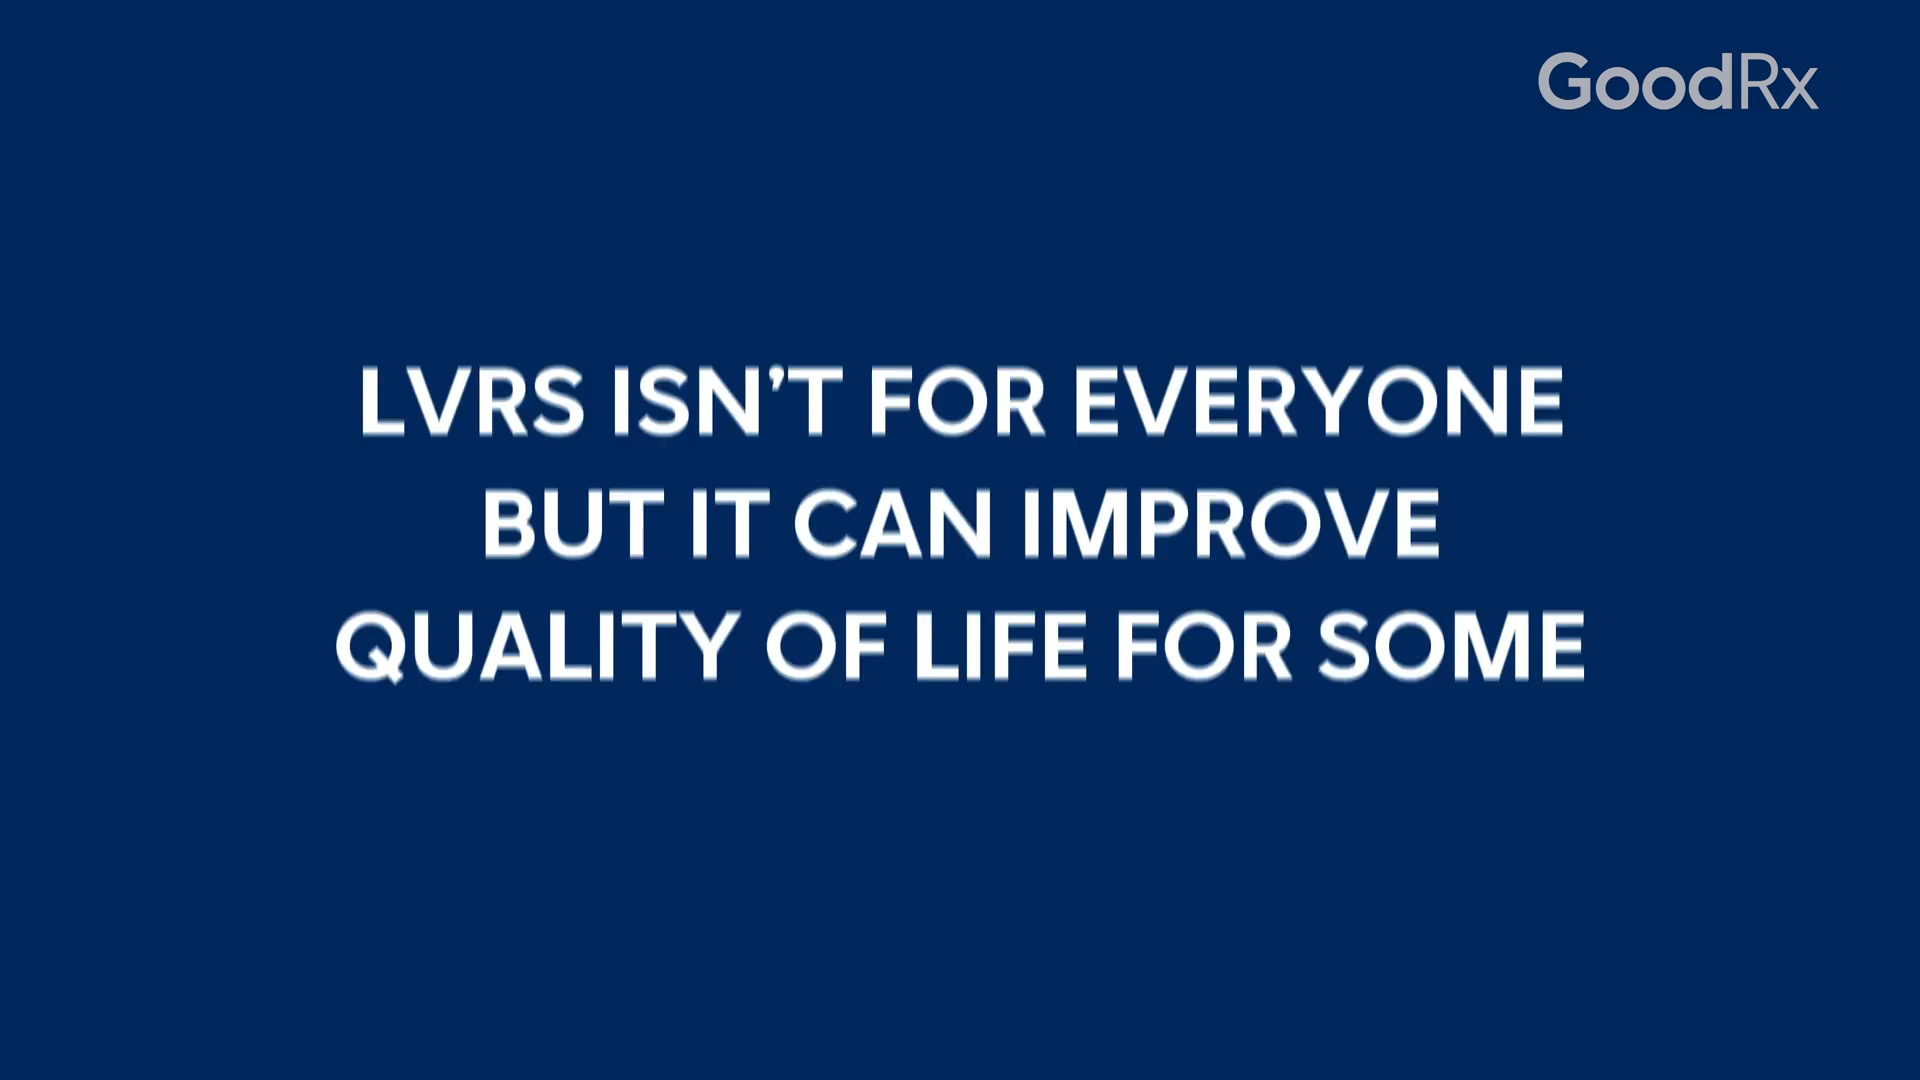 GoodRx
LVRS ISN’T FOR EVERYONE
BUT IT CAN IMPROVE
QUALITY OF LIFE FOR SOME